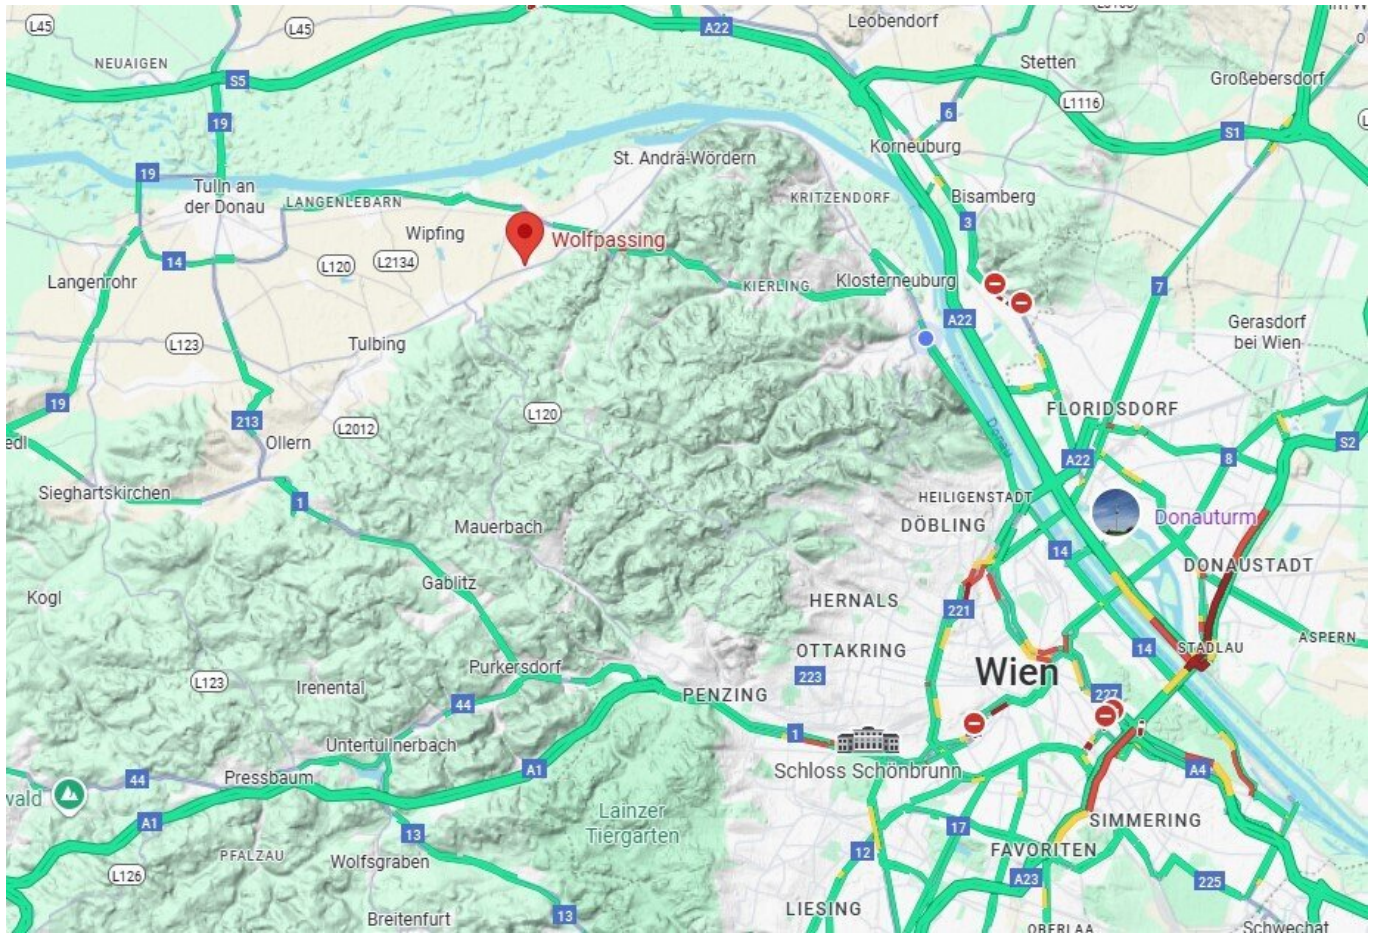 L45
L45
A22
Leobendorf
NEUAIGEN
S5
Stetten
Großebersdorf
L1116
19
6
S1
Korneuburg
St. Andrä-Wördern
19
Tulln an
der Donau
LANGENLEBARN
KRITZENDORF
Bisamberg
3
Wipfing
Wolfpassing
14
L120
L2134
Langenrohr
KIERLING
Klosterneuburg
7
A22
Gerasdorf
bei Wien
L123
Tulbing
19
213
L120
FLORIDSDORF
L2012
Ollern
Donau
S2
A22
8
Sieghartskirchen
1
HEILIGENSTADT
Mauerbach
DÖBLING
Donauturm
14
DONAUSTADT
Gablitz
Kogl
HERNALS
221
ASPERN
OTTAKRING
14
STADLAU
Purkersdorf
223
Wien
L123
Irenental
PENZING
227
44
1
Untertullnerbach
Schloss Schönbrunn
44
Pressbaum
A1
A4
wald
Lainzer
Tiergarten
A1
13
17
SIMMERING
PFALZAU
Wolfsgraben
12
FAVORITEN
L126
A23
225
13
LIESING
Breitenfurt
OBERLAA
Schwechat